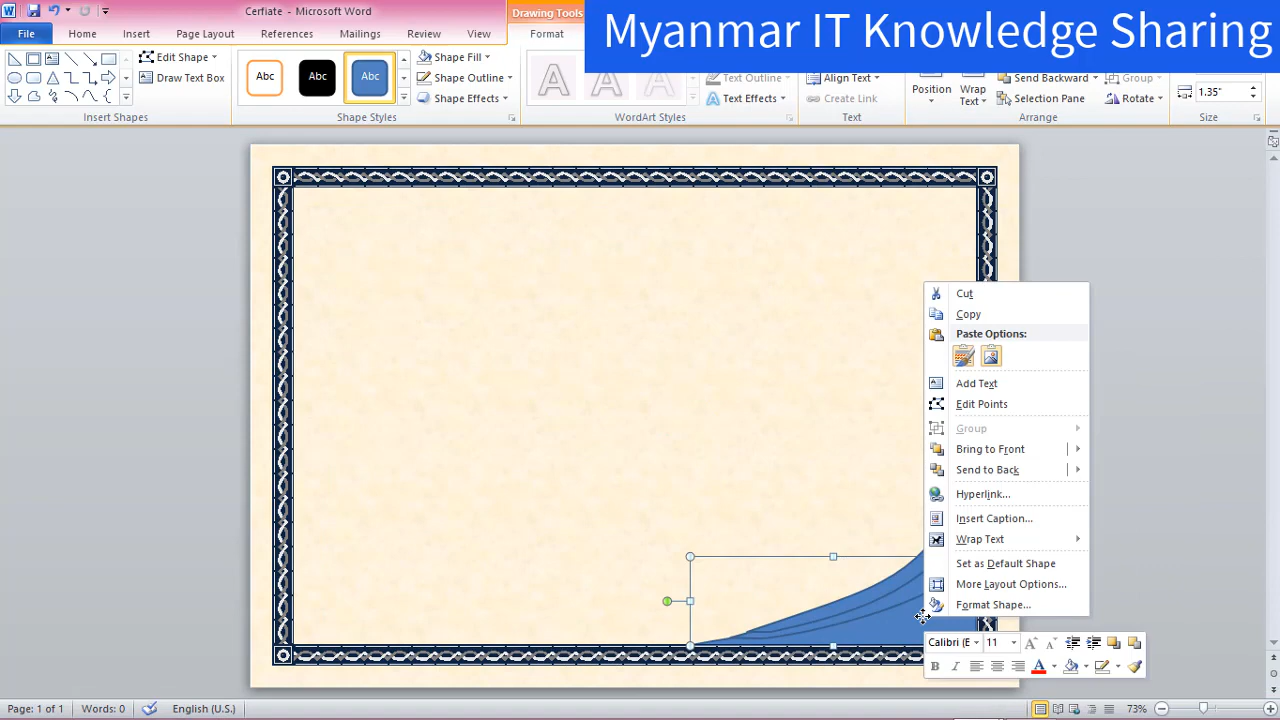 Cerfiate - Microsoft Word
Drawing Tools
Myanmar IT Knowledge Sharing
File Home Insert Page Layout References Mailings Review View Format
Edit Shape
Draw Text Box
Insert Shapes
Abc Abc Abc
Shape Fill
Shape Outline
Shape Effects
Shape Styles
A A A
Text Outline
Text Effects
WordArt Styles
Align Text
Create Link
Text
Position
Wrap
Text
Send Backward
Selection Pane
Group
Rotate
Arrange
1.35"
Size
Cut
Copy
Paste Options:
Add Text
Edit Points
Group
Bring to Front
Send to Back
Hyperlink...
Insert Caption...
Wrap Text
Set as Default Shape
More Layout Options...
Format Shape...
Calibri (E 11
B I A
Page: 1 of 1 Words: 0 English (U.S.) 73%